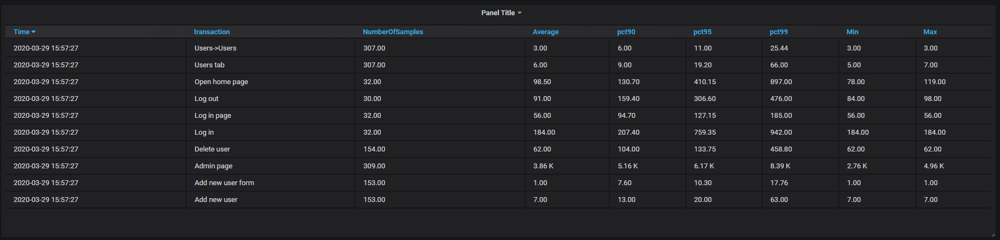 Panel Title
Time transaction NumberOfSamples Average pct90 pct95 pct99 Min Max
2020-03-29 15:57:27 Users->Users 307.00 3.00 6.00 11.00 25.44 3.00 3.00
2020-03-29 15:57:27 Users tab 307.00 6.00 9.00 19.20 66.00 5.00 7.00
2020-03-29 15:57:27 Open home page 32.00 98.50 130.70 410.15 897.00 78.00 119.00
2020-03-29 15:57:27 Log out 30.00 91.00 159.40 306.60 476.00 84.00 98.00
2020-03-29 15:57:27 Log in page 32.00 56.00 94.70 127.15 185.00 56.00 56.00
2020-03-29 15:57:27 Log in 32.00 184.00 207.40 759.35 942.00 184.00 184.00
2020-03-29 15:57:27 Delete user 154.00 62.00 104.00 133.75 458.80 62.00 62.00
2020-03-29 15:57:27 Admin page 309.00 3.86 K 5.16 K 6.17 K 8.39 K 2.76 K 4.96 K
2020-03-29 15:57:27 Add new user form 153.00 1.00 7.60 10.30 17.76 1.00 1.00
2020-03-29 15:57:27 Add new user 153.00 7.00 13.00 20.00 63.00 7.00 7.00